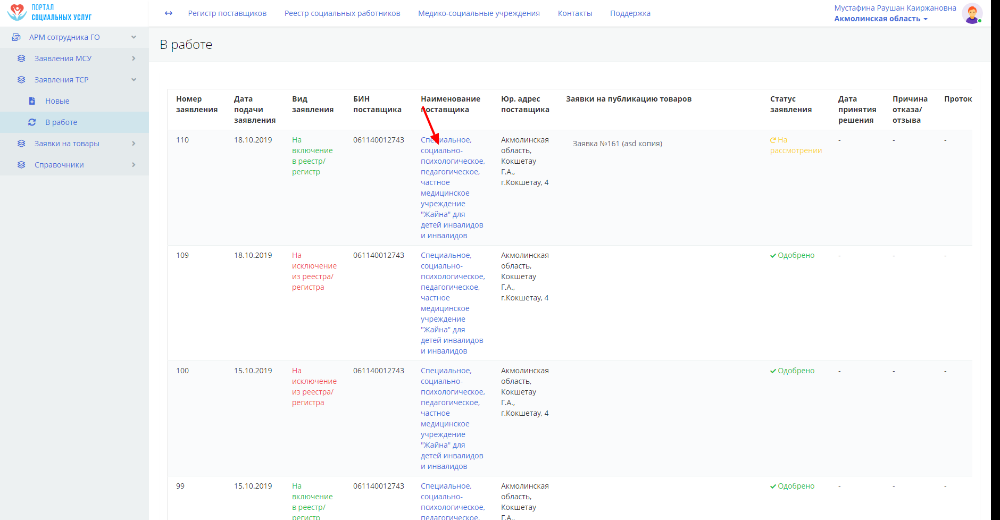 ПОРТАЛ
СОЦИАЛЬНЫХ УСЛУГ
Регистр поставщиков
Реестр социальных работников
Медико-социальные учреждения
Контакты
Поддержка
Мустафина Раушан Каиржановна
Акмолинская область
АРМ сотрудника ГО
Заявления МСУ
Заявления ТСР
Новые
В работе
Заявки на товары
Справочники
В работе
Номер
заявления
Дата
подачи
заявления
Вид
заявления
БИН
поставщика
Наименование
поставщика
Юр. адрес
поставщика
Заявки на публикацию товаров
Статус
заявления
Дата
принятия
решения
Причина
отказа/
отзыва
Проток
110
18.10.2019
На
включение
в реестр/
регистр
061140012743
Специальное,
социально-
психологическое,
педагогическое,
частное
медицинское
учреждение
"Жайна" для
детей инвалидов
и инвалидов
Акмолинская
область,
Кокшетау
Г.А.,
г.Кокшетау, 4
Заявка №161 (asd копия)
На
рассмотрении
-
-
-
109
18.10.2019
На
исключение
из реестра/
регистра
061140012743
Специальное,
социально-
психологическое,
педагогическое,
частное
медицинское
учреждение
"Жайна" для
детей инвалидов
и инвалидов
Акмолинская
область,
Кокшетау
Г.А.,
г.Кокшетау, 4
Одобрено
-
-
-
100
15.10.2019
На
исключение
из реестра/
регистра
061140012743
Специальное,
социально-
психологическое,
педагогическое,
частное
медицинское
учреждение
"Жайна" для
детей инвалидов
и инвалидов
Акмолинская
область,
Кокшетау
Г.А.,
г.Кокшетау, 4
Одобрено
-
-
-
99
15.10.2019
На
включение
в реестр/
регистр
061140012743
Специальное,
социально-
психологическое,
педагогическое,
Акмолинская
область,
Кокшетау
Г.А.,
Одобрено
-
-
-